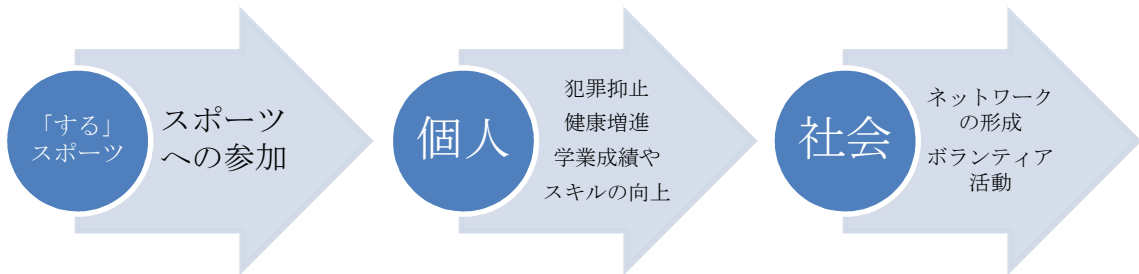 「する」
スポーツ
スポーツ
への参加
個人
犯罪抑止
健康増進
学業成績や
スキルの向上
社会
ネットワーク
の形成
ボランティア
活動